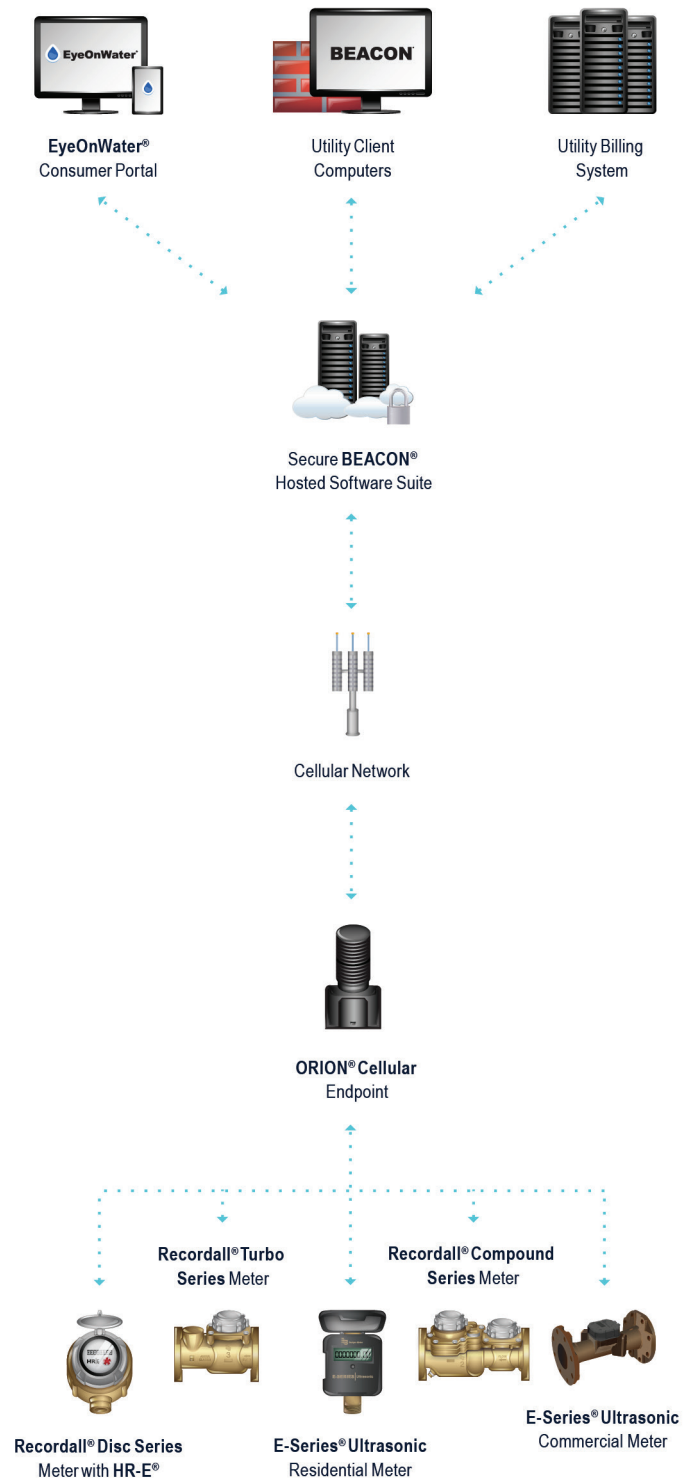 EyeOnWater®
BEACON®
EyeOnWater®
Consumer Portal
Utility Client
Computers
Utility Billing
System
Secure BEACON®
Hosted Software Suite
Cellular Network
ORION® Cellular
Endpoint
Recordall® Turbo
Series Meter
Recordall® Compound
Series Meter
Recordall® Disc Series
Meter with HR-E®
E-Series® Ultrasonic
Residential Meter
E-Series® Ultrasonic
Commercial Meter